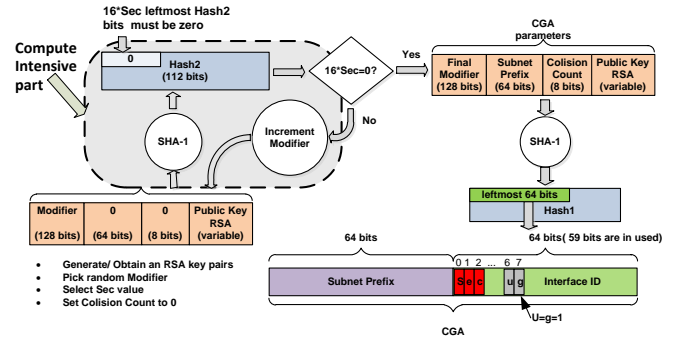 16*Sec leftmost Hash2
bits must be zero
Compute
Intensive
part
0
Hash2
(112 bits)
16*Sec=0?
Yes
No
SHA-1
Increment
Modifier
Modifier
(128 bits)
0
(64 bits)
0
(8 bits)
Public Key
RSA
(variable)
CGA
parameters
Final
Modifier
(128 bits)
Subnet
Prefix
(64 bits)
Colision
Count
(8 bits)
Public Key
RSA
(variable)
SHA-1
leftmost 64 bits
Hash1
• Generate/ Obtain an RSA key pairs
• Pick random Modifier
• Select Sec value
• Set Colision Count to 0
64 bits
64 bits( 59 bits are in used)
0 1 2 ... 6 7
Subnet Prefix
S e c
u g
Interface ID
U=g=1
CGA